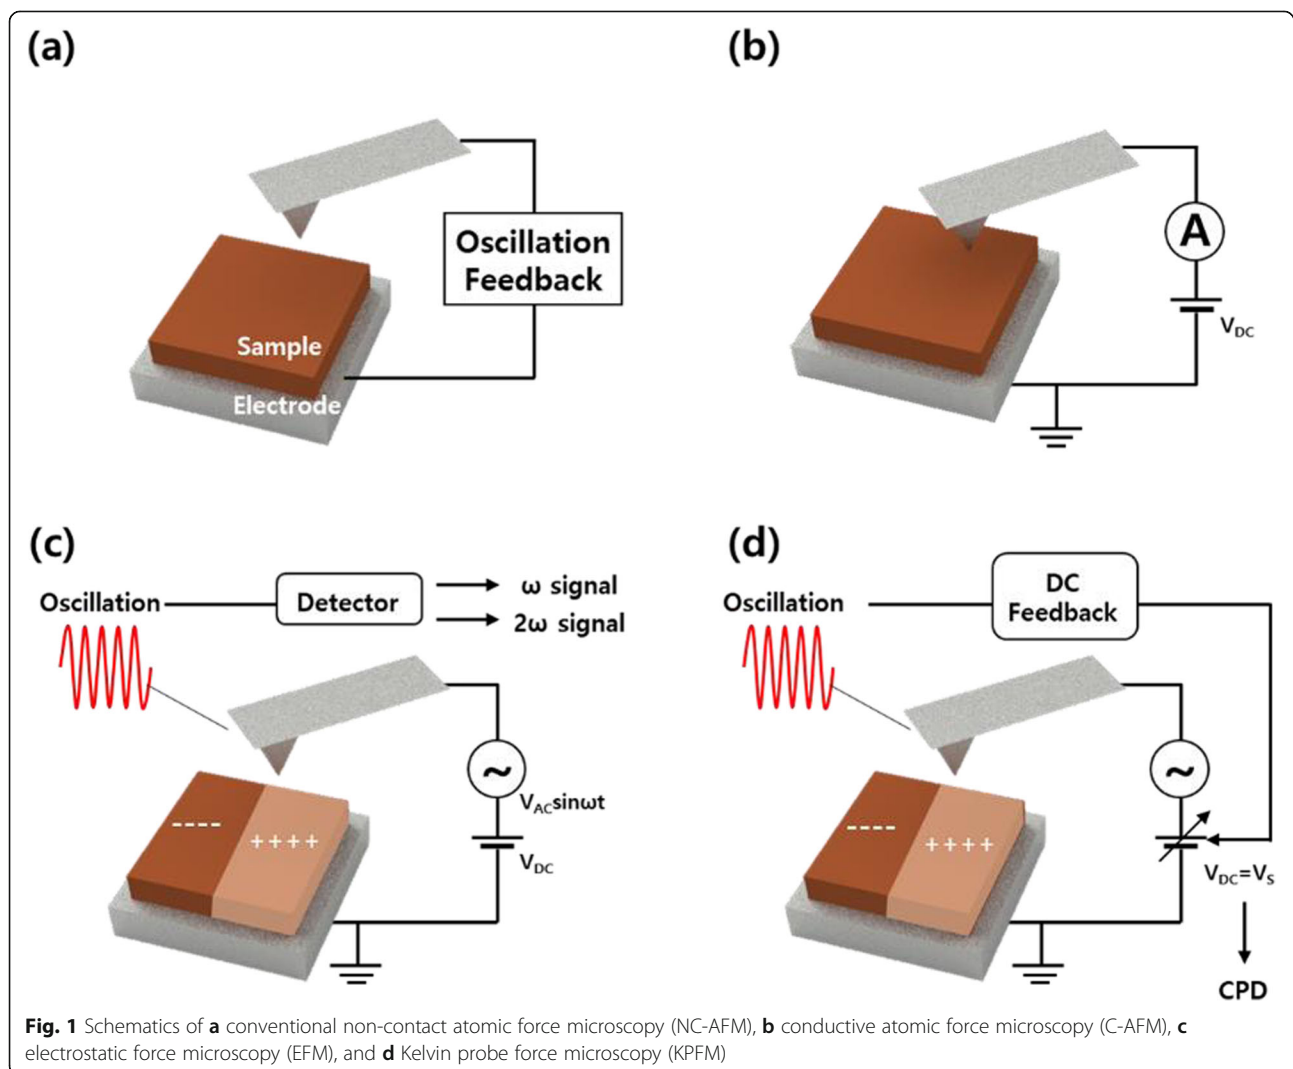 (a)
Oscillation
Feedback
Sample
Electrode
(b)
A
V_DC
(c)
Oscillation
Detector
ω signal
2ω signal
~
V_ACsinωt
V_DC
- - - -
+ + + +
(d)
Oscillation
DC
Feedback
~
V_DC=V_S
CPD
- - - -
+ + + +
Fig. 1 Schematics of a conventional non-contact atomic force microscopy (NC-AFM), b conductive atomic force microscopy (C-AFM), c
electrostatic force microscopy (EFM), and d Kelvin probe force microscopy (KPFM)